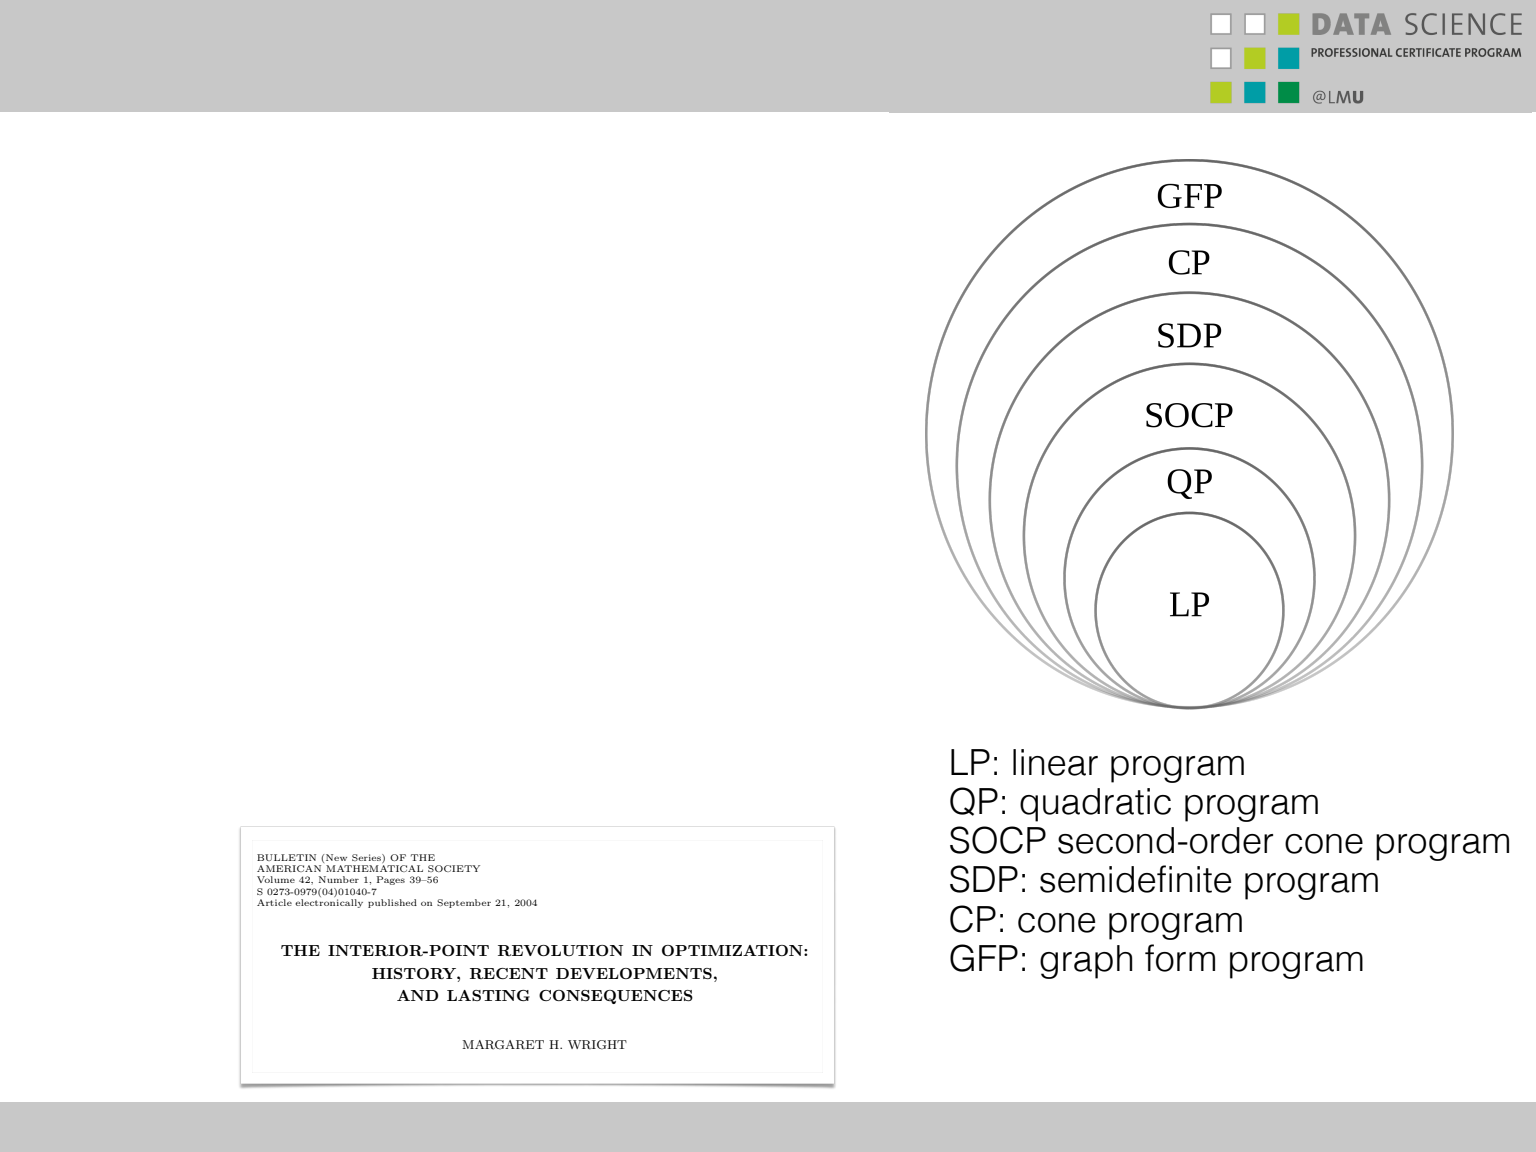 DATA SCIENCE
PROFESSIONAL CERTIFICATE PROGRAM
@LMU
GFP
CP
SDP
SOCP
QP
LP
LP: linear program
QP: quadratic program
SOCP second-order cone program
SDP: semidefinite program
CP: cone program
GFP: graph form program
BULLETIN (New Series) OF THE
AMERICAN MATHEMATICAL SOCIETY
Volume 42, Number 1, Pages 39–56
S 0273-0979(04)01040-7
Article electronically published on September 21, 2004
THE INTERIOR-POINT REVOLUTION IN OPTIMIZATION:
HISTORY, RECENT DEVELOPMENTS,
AND LASTING CONSEQUENCES
MARGARET H. WRIGHT